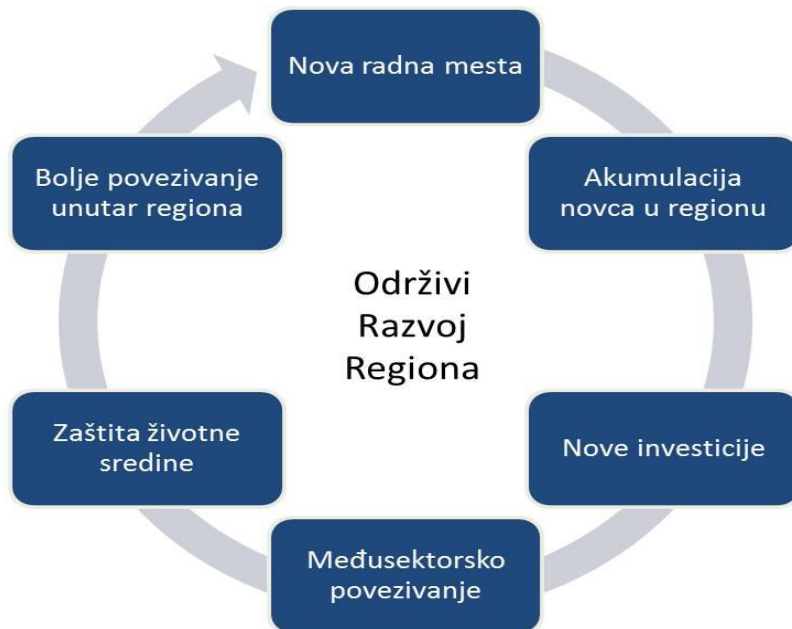 Nova radna mesta
Akumulacija
novca u regionu
Nove investicije
Međusektorsko
povezivanje
Zaštita životne
sredine
Bolje povezivanje
unutar regiona
Održivi
Razvoj
Regiona